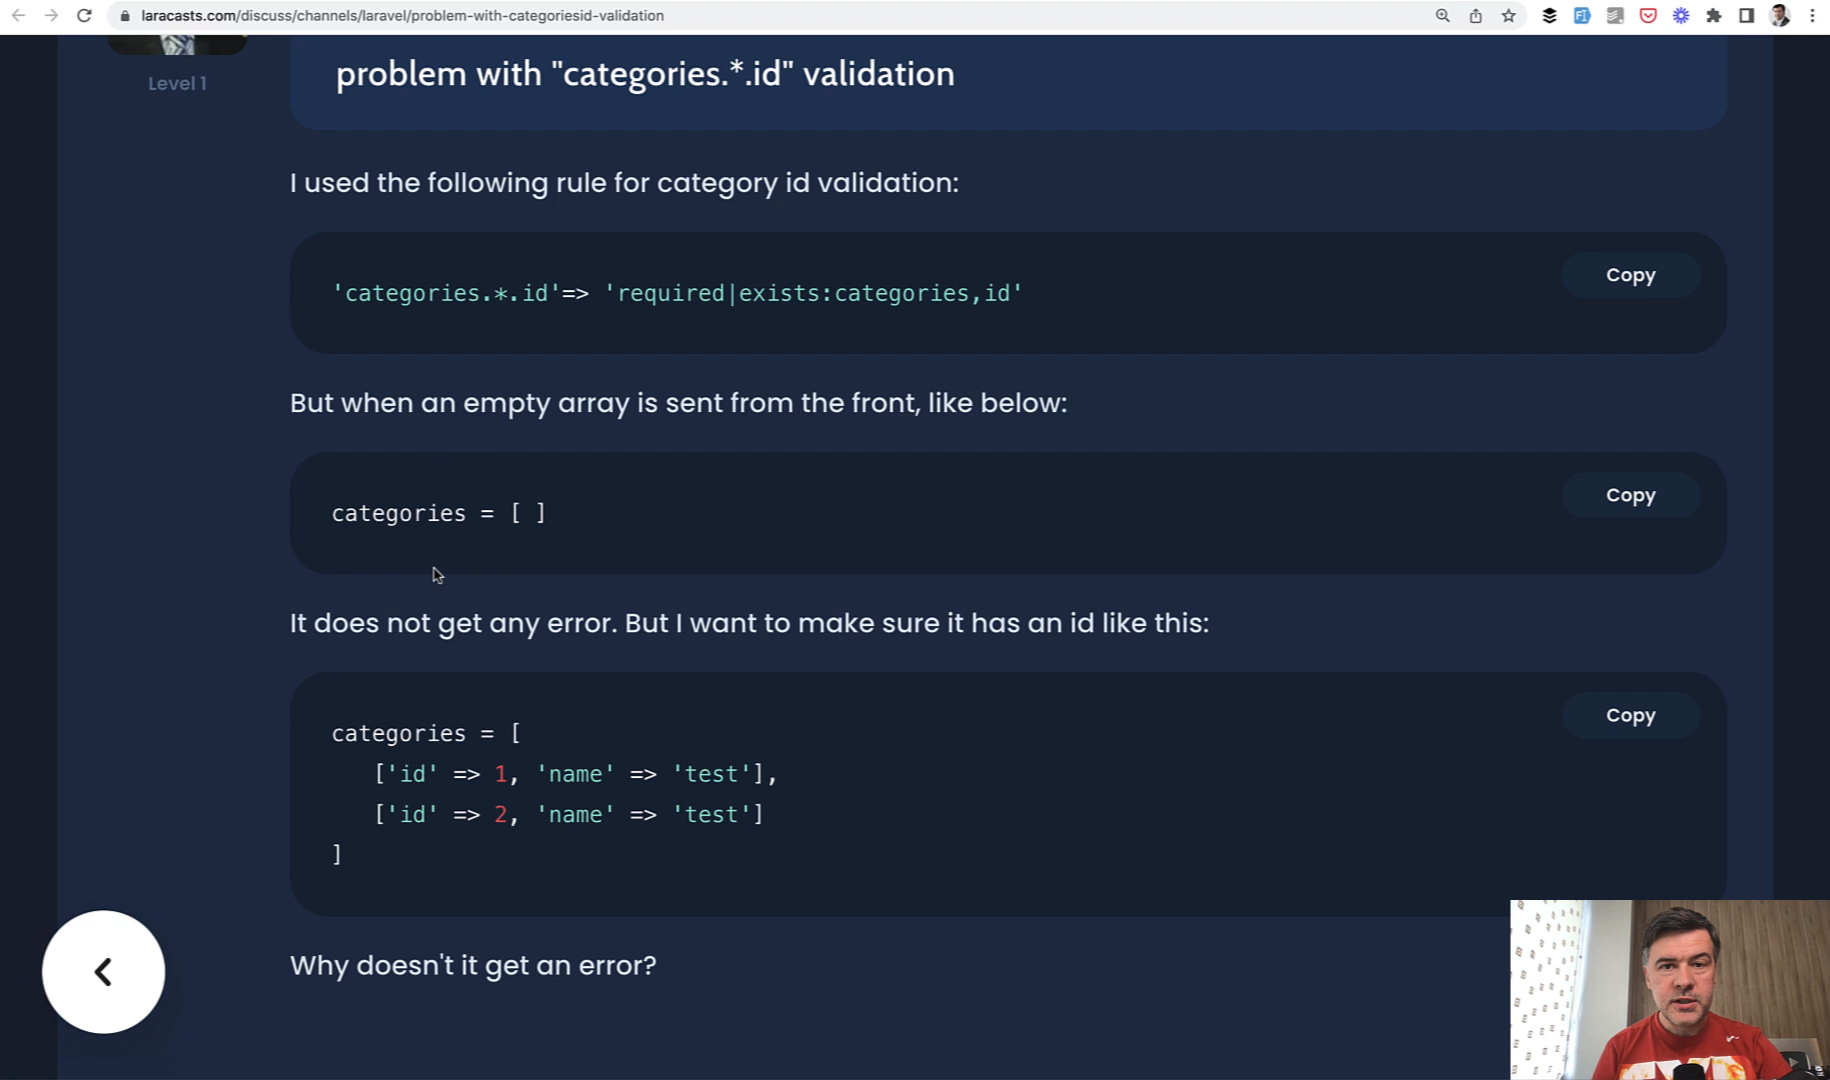 laracasts.com/discuss/channels/laravel/problem-with-categoriesid-validation
Level 1
problem with "categories.*.id" validation
I used the following rule for category id validation:
Copy
'categories.*.id'=> 'required|exists:categories,id'
But when an empty array is sent from the front, like below:
Copy
categories = [ ]
It does not get any error. But I want to make sure it has an id like this:
Copy
categories = [
['id' => 1, 'name' => 'test'],
['id' => 2, 'name' => 'test']
]
Why doesn't it get an error?